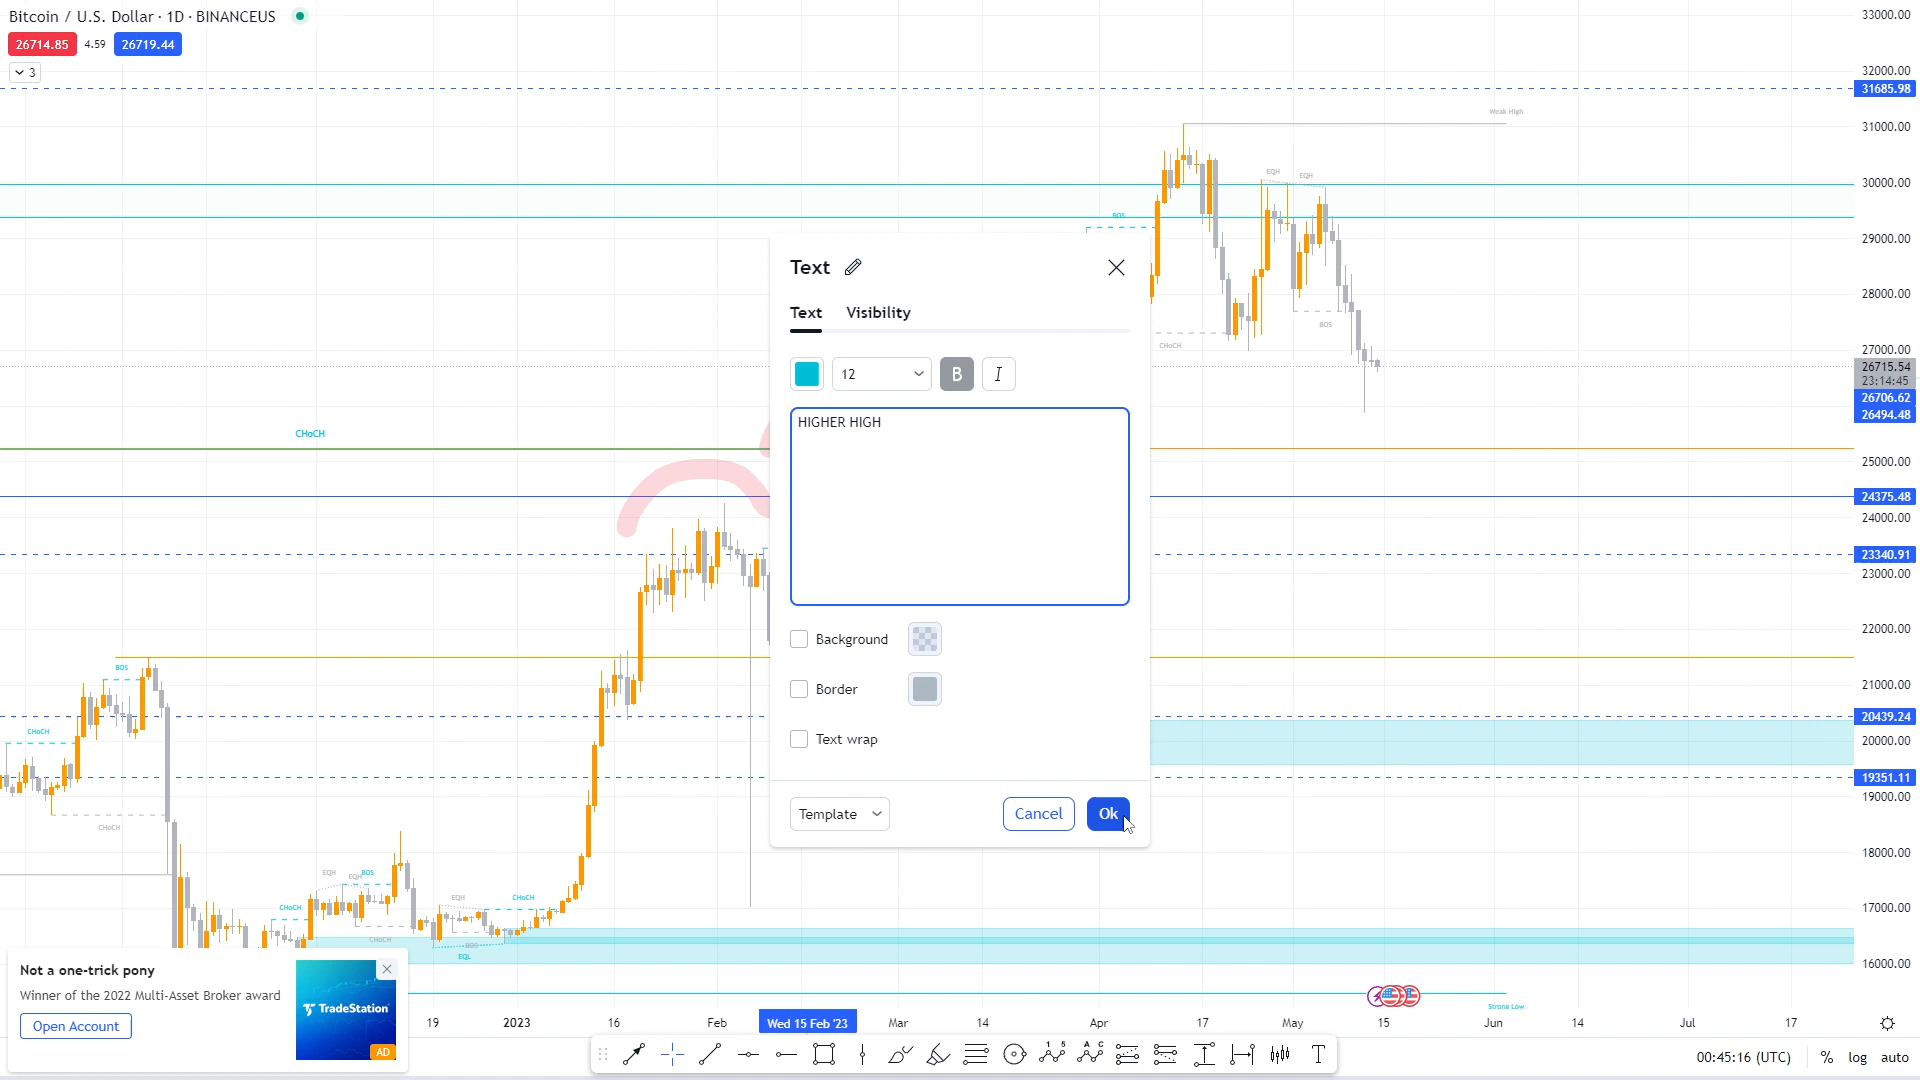 Bitcoin / U.S. Dollar · 1D · BINANCEUS
26714.85 4.59 26719.44
3
33000.00
32000.00
31685.98
Weak High
31000.00
EQH EQH
30000.00
BOS
29000.00
28000.00
BOS
CHoCH
27000.00
26715.54
23:14:45
26706.62
26494.48
25000.00
24375.48
24000.00
23340.91
23000.00
22000.00
21000.00
20439.24
20000.00
19351.11
19000.00
18000.00
17000.00
16000.00
Text
Text Visibility
12 B I
HIGHER HIGH
Background
Border
Text wrap
Template Cancel Ok
CHoCH
BOS
CHoCH
CHoCH
EQH EQH BOS
CHoCH
CHoCH
EQH CHoCH
BOS
EQL
Strong Low
Not a one-trick pony
Winner of the 2022 Multi-Asset Broker award
Open Account
TradeStation
AD
19 2023 16 Feb Wed 15 Feb '23 Mar 14 Apr 17 May 15 Jun 14 Jul 17
00:45:16 (UTC) % log auto